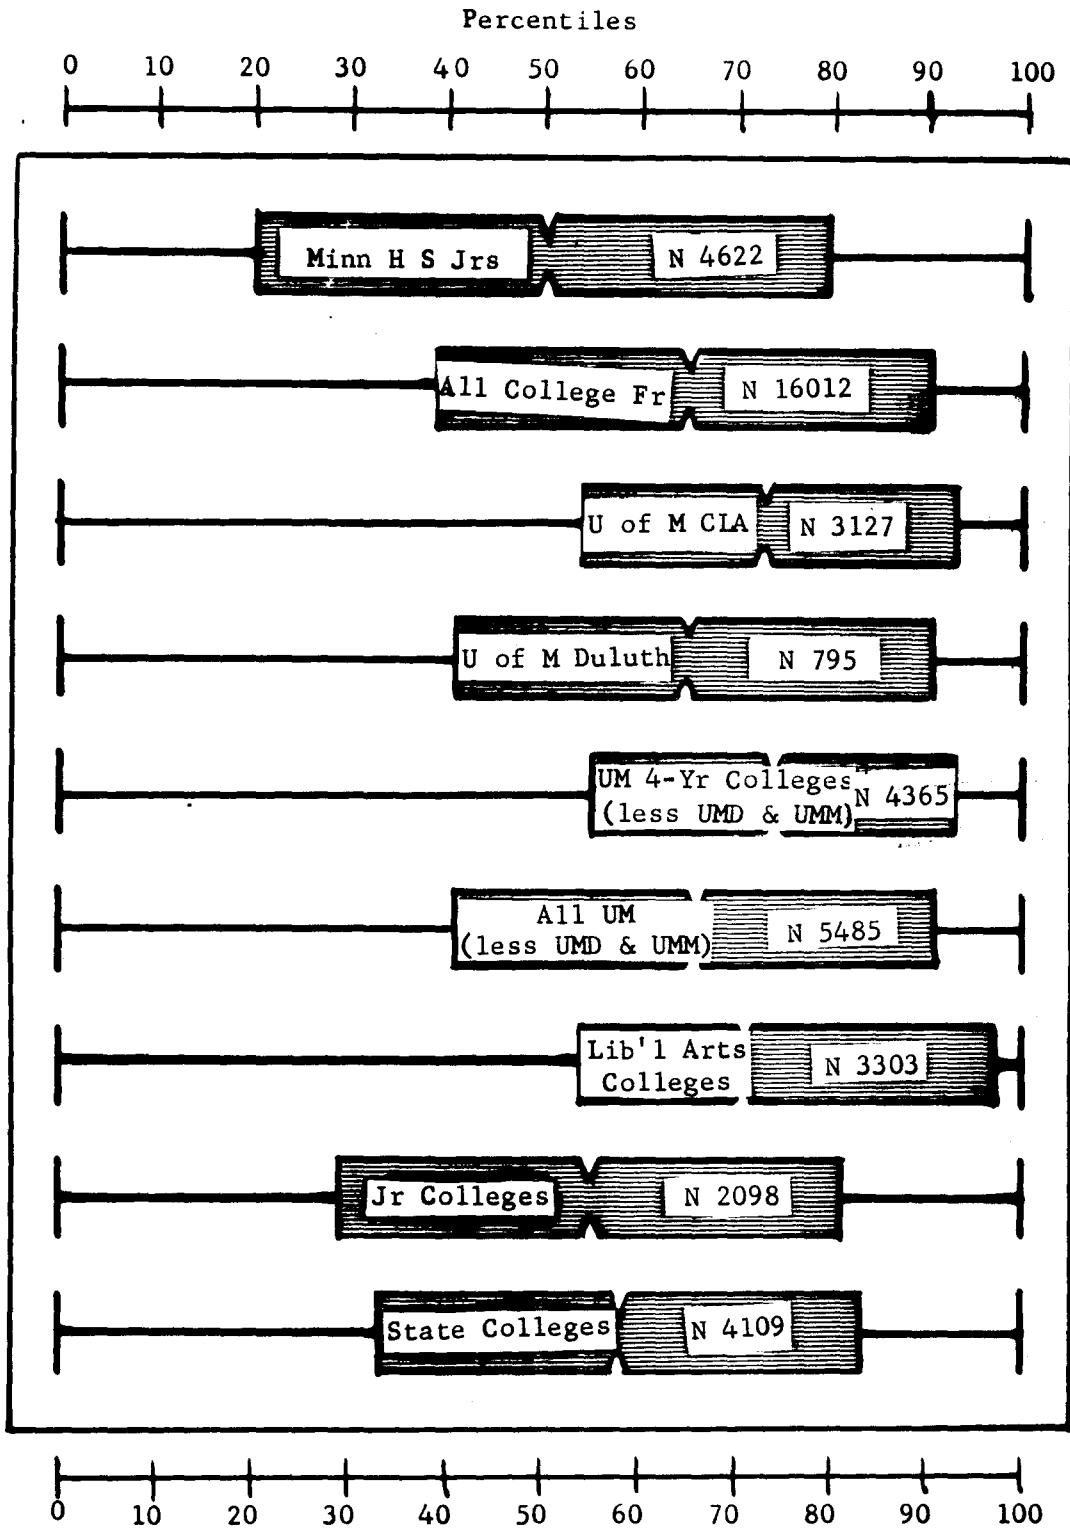 Percentiles
0 10 20 30 40 50 60 70 80 90 100
Minn H S Jrs N 4622
All College Fr N 16012
U of M CLA N 3127
U of M Duluth N 795
UM 4-Yr Colleges N 4365
(less UMD & UMM)
All UM N 5485
(less UMD & UMM)
Lib'l Arts N 3303
Colleges
Jr Colleges N 2098
State Colleges N 4109
0 10 20 30 40 50 60 70 80 90 100